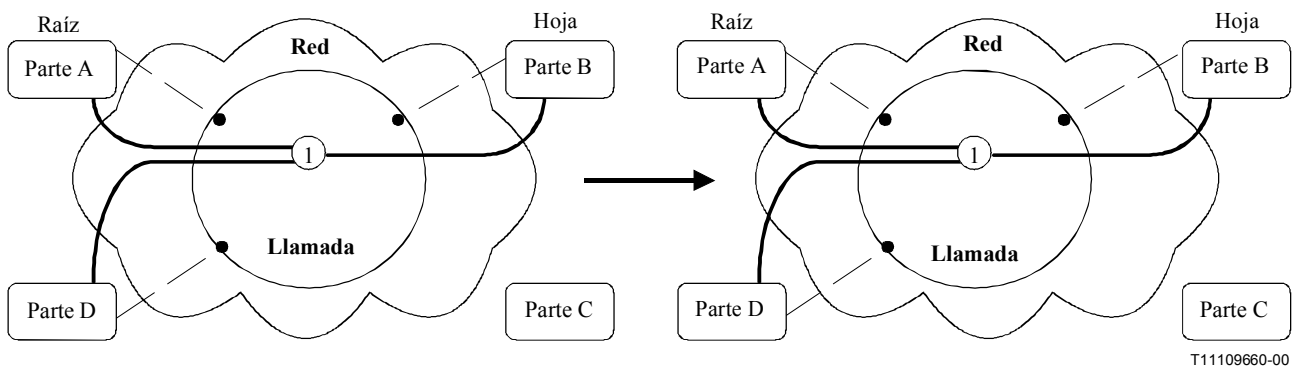 Raíz
Hoja
Red
Parte A
Parte B
1
Llamada
Parte D
Parte C
Raíz
Hoja
Red
Parte A
Parte B
1
Llamada
Parte D
Parte C
T11109660-00